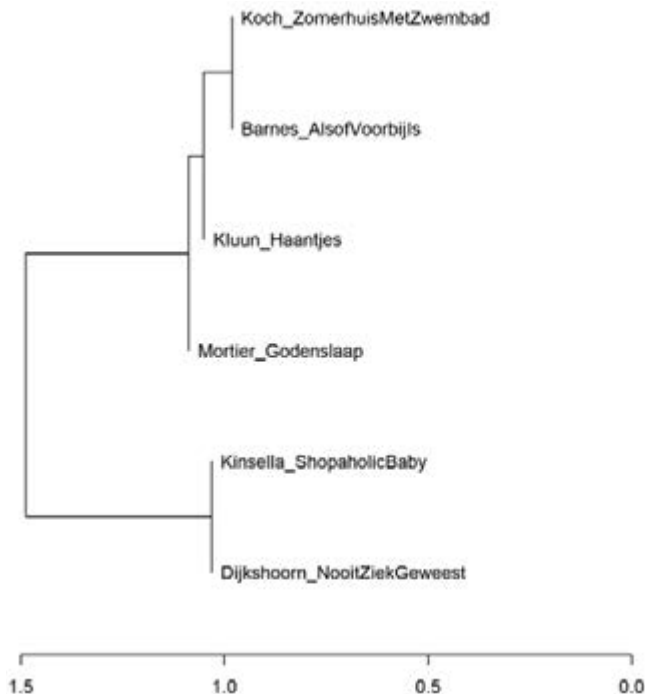 Koch_ZomerhuisMetZwembad
Barnes_AlsofVoorbijIs
Kluun_Haantjes
Mortier_Godenslaap
Kinsella_ShopaholicBaby
Dijkshoorn_NooitZiekGeweest
1.5 1.0 0.5 0.0